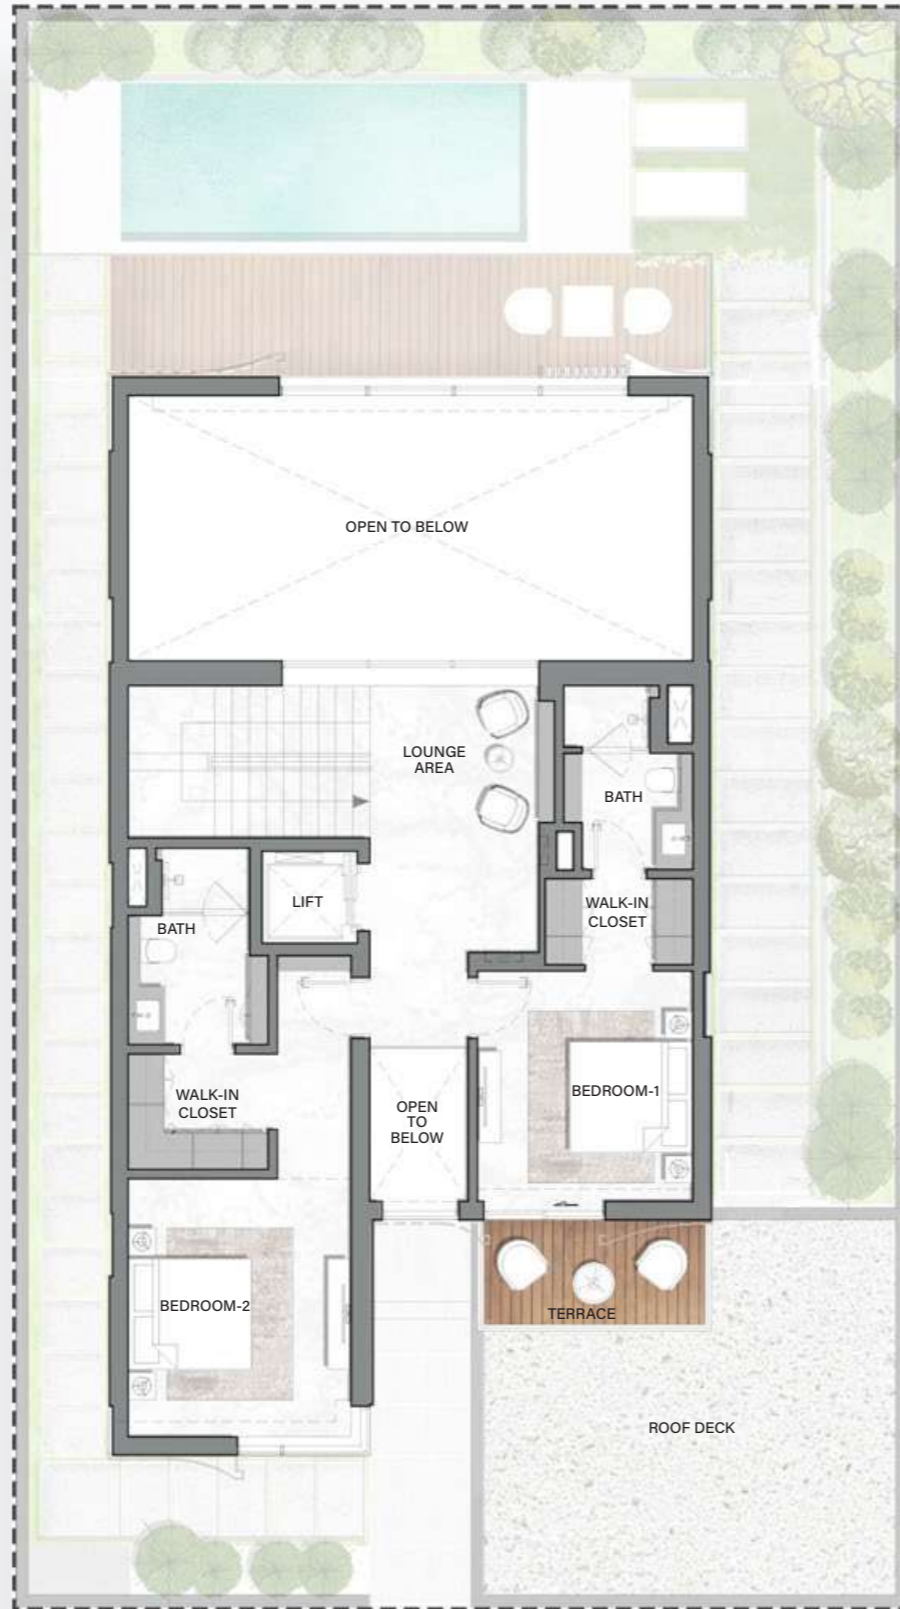 OPEN TO BELOW
LOUNGE
AREA
BATH
LIFT
WALK-IN
CLOSET
BATH
WALK-IN
CLOSET
BEDROOM-1
OPEN
TO
BELOW
BEDROOM-2
TERRACE
ROOF DECK